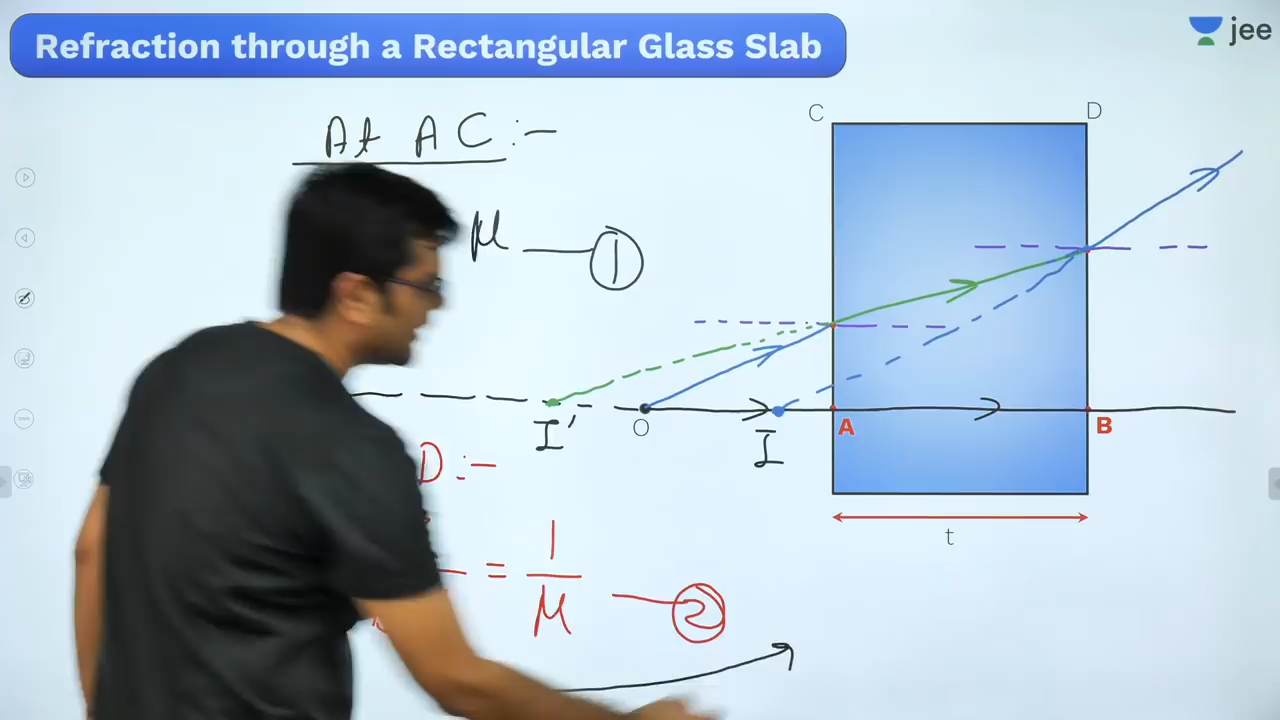 Refraction through a Rectangular Glass Slab
jee
At AC:-
C
D
μ ——①
I'
O
I
A
B
D:-
t
= 1/μ ——②